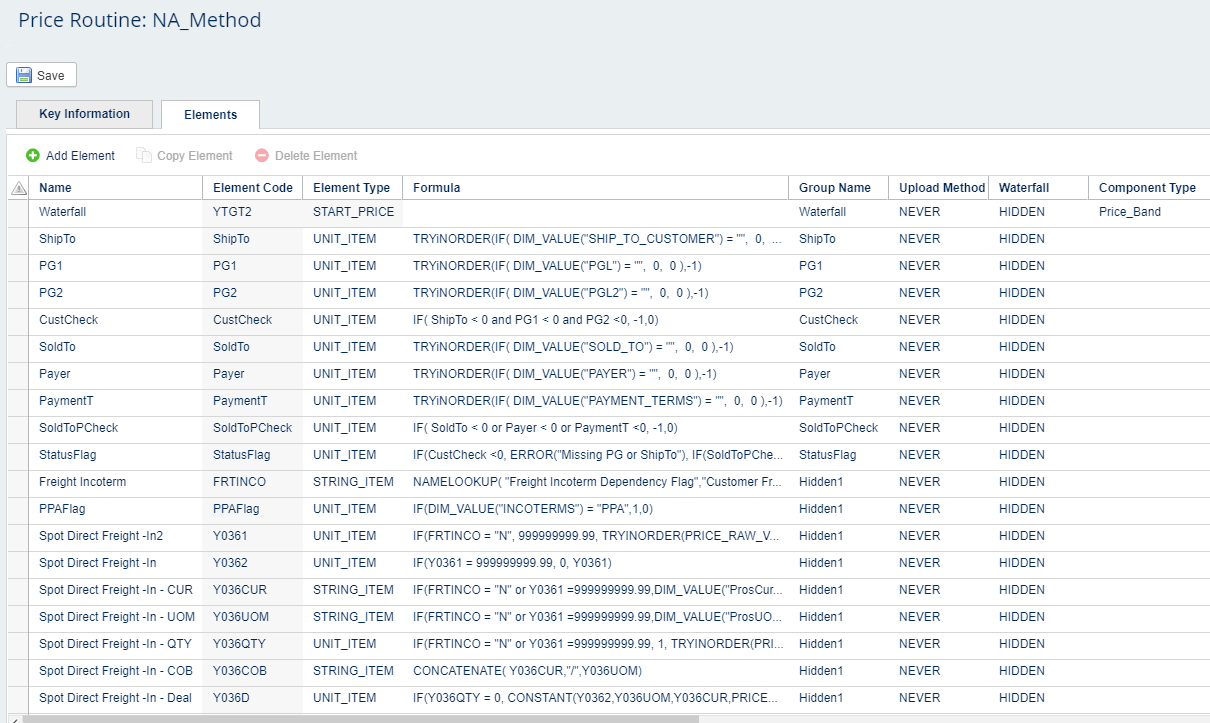 Price Routine: NA_Method
Save
Key Information Elements
Add Element Copy Element Delete Element
Name Element Code Element Type Formula Group Name Upload Method Waterfall Component Type
Waterfall YTGT2 START_PRICE Waterfall NEVER HIDDEN Price_Band
ShipTo ShipTo UNIT_ITEM TRYiNORDER(IF( DIM_VALUE("SHIP_TO_CUSTOMER") = "", 0, ... ShipTo NEVER HIDDEN
PG1 PG1 UNIT_ITEM TRYiNORDER(IF( DIM_VALUE("PGL") = "", 0, 0 ),-1) PG1 NEVER HIDDEN
PG2 PG2 UNIT_ITEM TRYiNORDER(IF( DIM_VALUE("PGL2") = "", 0, 0 ),-1) PG2 NEVER HIDDEN
CustCheck CustCheck UNIT_ITEM IF( ShipTo < 0 and PG1 < 0 and PG2 <0, -1,0) CustCheck NEVER HIDDEN
SoldTo SoldTo UNIT_ITEM TRYiNORDER(IF( DIM_VALUE("SOLD_TO") = "", 0, 0 ),-1) SoldTo NEVER HIDDEN
Payer Payer UNIT_ITEM TRYiNORDER(IF( DIM_VALUE("PAYER") = "", 0, 0 ),-1) Payer NEVER HIDDEN
PaymentT PaymentT UNIT_ITEM TRYiNORDER(IF( DIM_VALUE("PAYMENT_TERMS") = "", 0, 0 ),-1) PaymentT NEVER HIDDEN
SoldToPCheck SoldToPCheck UNIT_ITEM IF( SoldTo < 0 or Payer < 0 or PaymentT <0, -1,0) SoldToPCheck NEVER HIDDEN
StatusFlag StatusFlag UNIT_ITEM IF(CustCheck <0, ERROR("Missing PG or ShipTo"), IF(SoldToPChe... StatusFlag NEVER HIDDEN
Freight Incoterm FRTINCO STRING_ITEM NAMELOOKUP( "Freight Incoterm Dependency Flag","Customer Fr... Hidden1 NEVER HIDDEN
PPAFlag PPAFlag UNIT_ITEM IF(DIM_VALUE("INCOTERMS") = "PPA",1,0) Hidden1 NEVER HIDDEN
Spot Direct Freight -In2 Y0361 UNIT_ITEM IF(FRTINCO = "N", 999999999.99, TRYINORDER(PRICE_RAW_V... Hidden1 NEVER HIDDEN
Spot Direct Freight -In Y0362 UNIT_ITEM IF(Y0361 = 999999999.99, 0, Y0361) Hidden1 NEVER HIDDEN
Spot Direct Freight -In - CUR Y036CUR STRING_ITEM IF(FRTINCO = "N" or Y0361 =999999999.99,DIM_VALUE("ProsCur... Hidden1 NEVER HIDDEN
Spot Direct Freight -In - UOM Y036UOM STRING_ITEM IF(FRTINCO = "N" or Y0361 =999999999.99,DIM_VALUE("ProsUO... Hidden1 NEVER HIDDEN
Spot Direct Freight -In - QTY Y036QTY UNIT_ITEM IF(FRTINCO = "N" or Y0361 =999999999.99, 1, TRYINORDER(PRI... Hidden1 NEVER HIDDEN
Spot Direct Freight -In - COB Y036COB STRING_ITEM CONCATENATE( Y036CUR,"/",Y036UOM) Hidden1 NEVER HIDDEN
Spot Direct Freight -In - Deal Y036D UNIT_ITEM IF(Y036QTY = 0, CONSTANT(Y0362,Y036UOM,Y036CUR,PRICE... Hidden1 NEVER HIDDEN